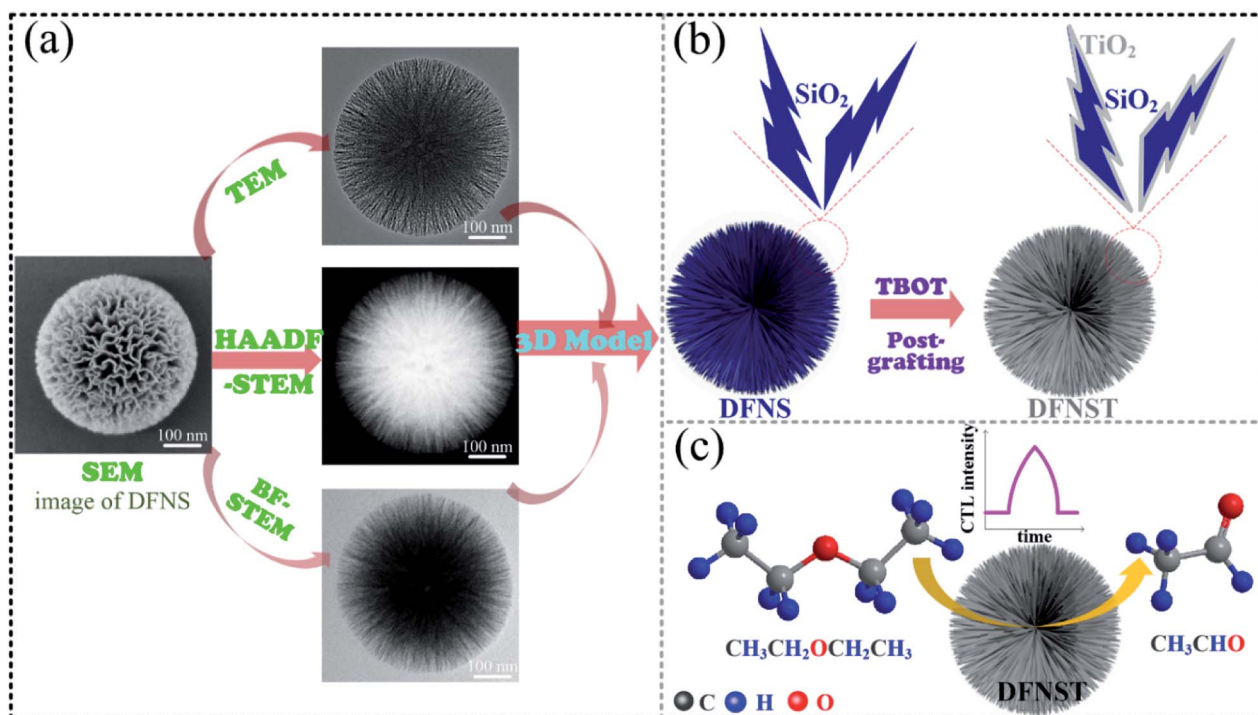 (a)
TEM
100 nm
HAADF
-STEM
3D Model
100 nm
100 nm
SEM
image of DFNS
BF-
STEM
100 nm
(b)
TiO₂
SiO₂
SiO₂
TBOT
Post-
grafting
DFNS
DFNST
(c)
CTL intensity
time
CH₃CH₂OCH₂CH₃
CH₃CHO
DFNST
C H O